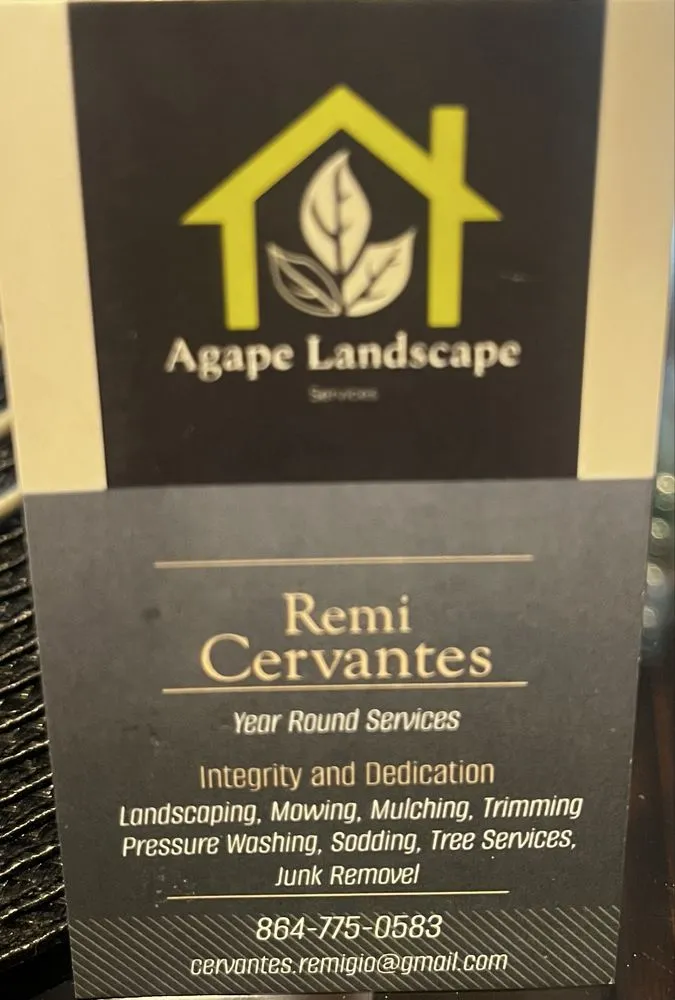 Agape Landscape
Services
Remi
Cervantes
Year Round Services
Integrity and Dedication
Landscaping, Mowing, Mulching, Trimming
Pressure Washing, Sodding, Tree Services,
Junk Removel
864-775-0583
cervantes.remigio@gmail.com